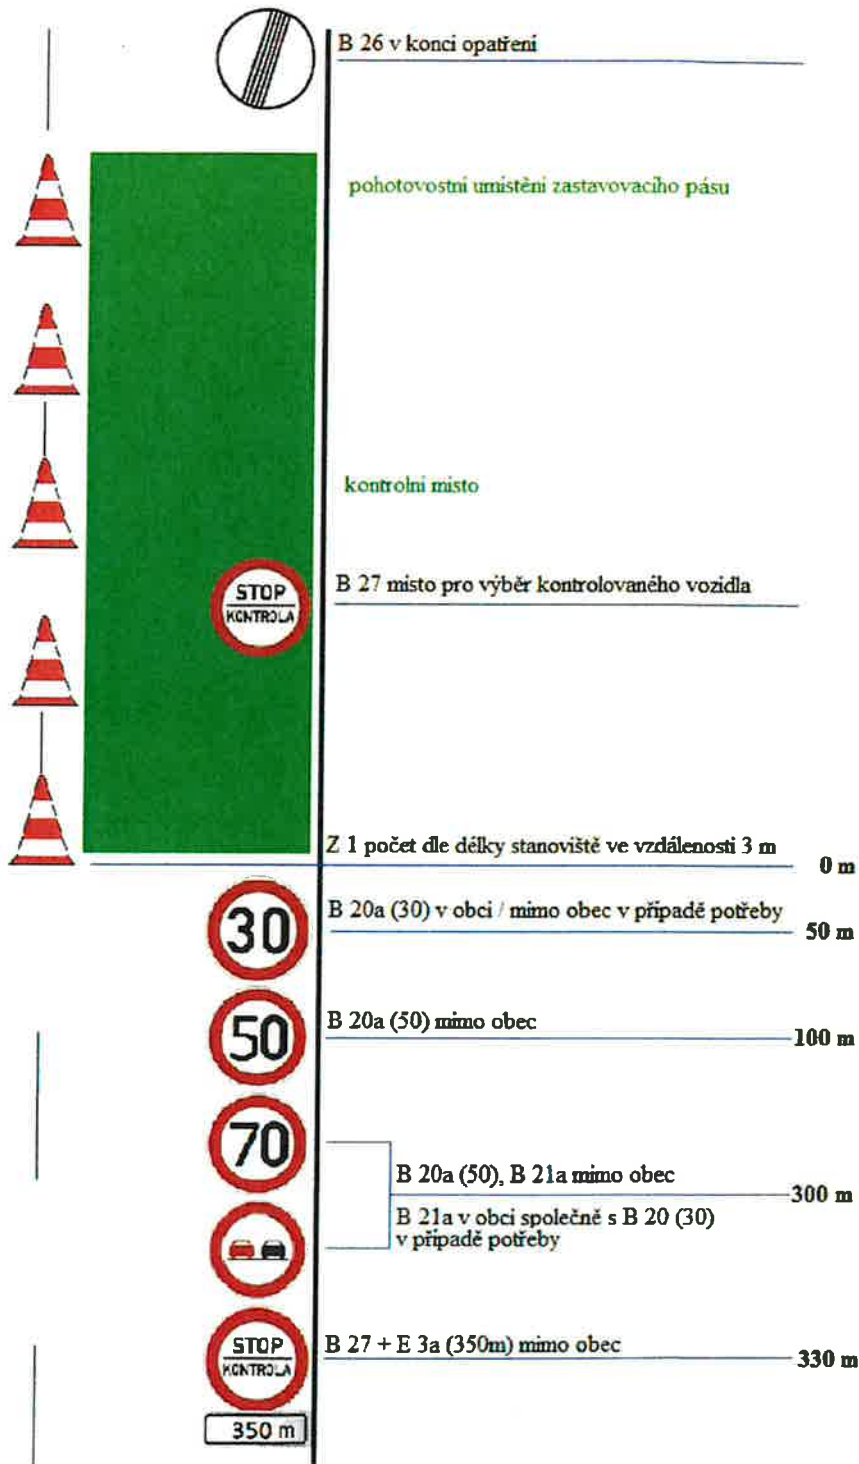 B 26 v konci opatření
pohotovostní umístění zastavovacího pásu
kontrolní místo
STOP
KONTROLA
B 27 místo pro výběr kontrolovaného vozidla
Z 1 počet dle délky stanoviště ve vzdálenosti 3 m
0 m
30
B 20a (30) v obci / mimo obec v případě potřeby
50 m
50
B 20a (50) mimo obec
100 m
70
B 20a (50), B 21a mimo obec
300 m
B 21a v obci společně s B 20 (30)
v případě potřeby
STOP
KONTROLA
B 27 + E 3a (350m) mimo obec
330 m
350 m